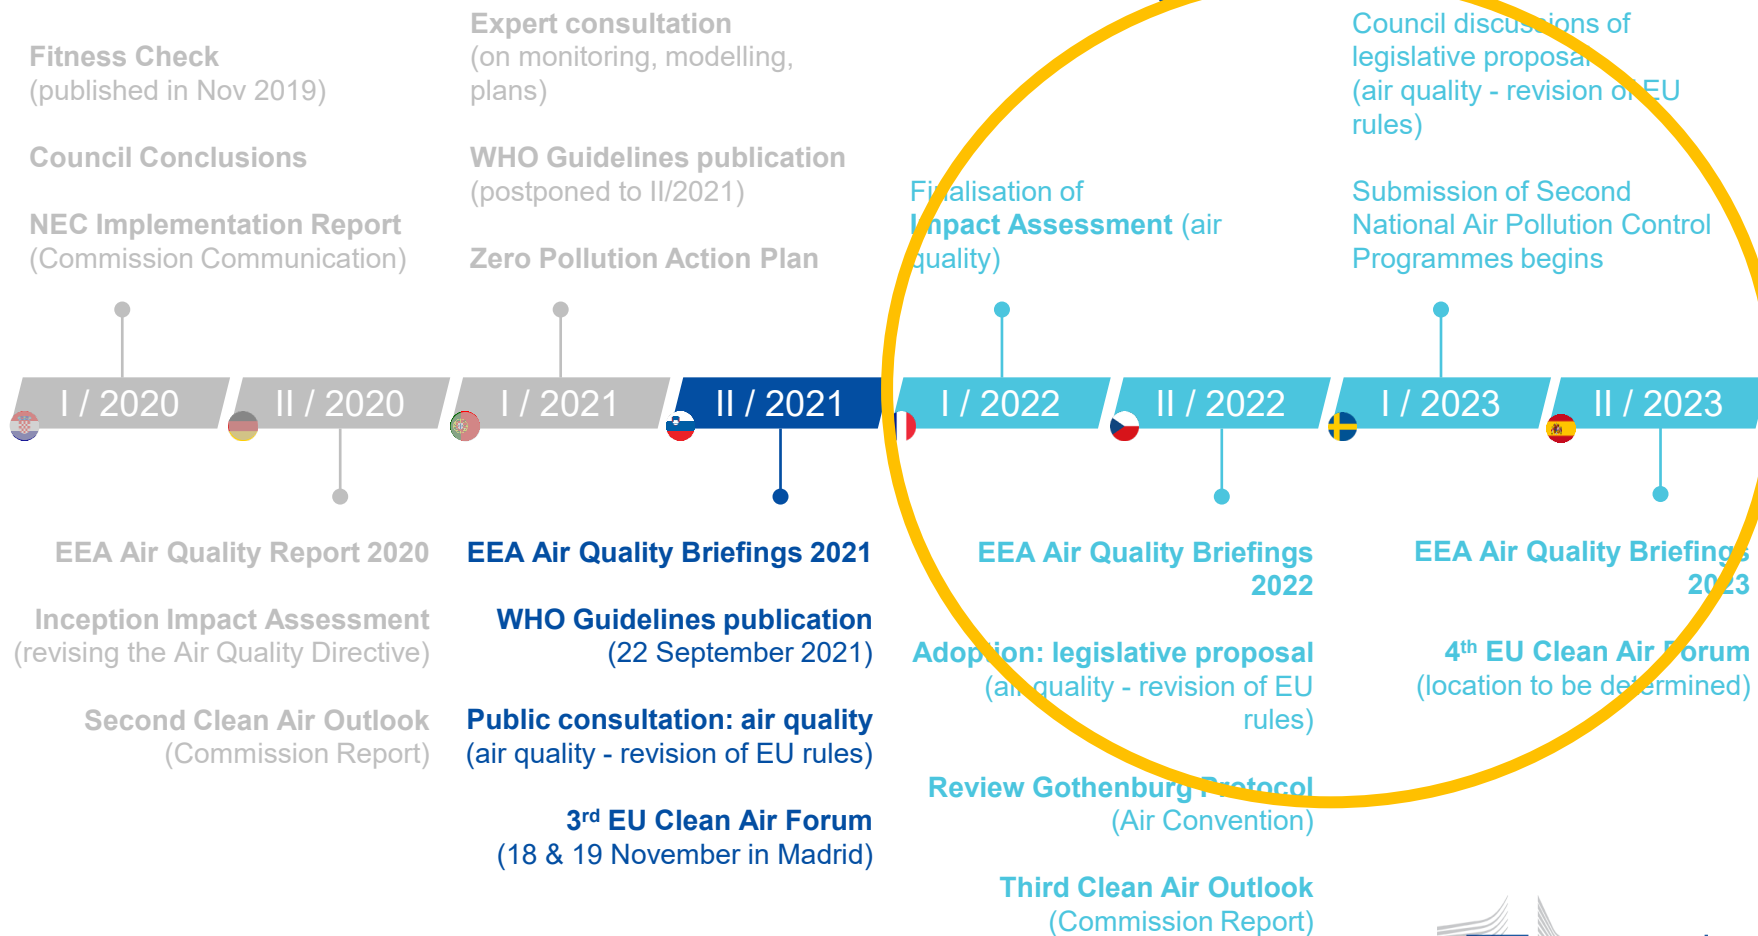 Fitness Check
(published in Nov 2019)
Council Conclusions
NEC Implementation Report
(Commission Communication)
Expert consultation
(on monitoring, modelling,
plans)
WHO Guidelines publication
(postponed to II/2021)
Zero Pollution Action Plan
Finalisation of
Impact Assessment (air
quality)
Council discussions of
legislative proposal
(air quality - revision of EU
rules)
Submission of Second
National Air Pollution Control
Programmes begins
I / 2020
II / 2020
I / 2021
II / 2021
I / 2022
II / 2022
I / 2023
II / 2023
EEA Air Quality Report 2020
Inception Impact Assessment
(revising the Air Quality Directive)
Second Clean Air Outlook
(Commission Report)
EEA Air Quality Briefings 2021
WHO Guidelines publication
(22 September 2021)
Public consultation: air quality
(air quality - revision of EU rules)
3rd EU Clean Air Forum
(18 & 19 November in Madrid)
EEA Air Quality Briefings
2022
Adoption: legislative proposal
(air quality - revision of EU
rules)
Review Gothenburg Protocol
(Air Convention)
Third Clean Air Outlook
(Commission Report)
EEA Air Quality Briefings
2023
4th EU Clean Air Forum
(location to be determined)